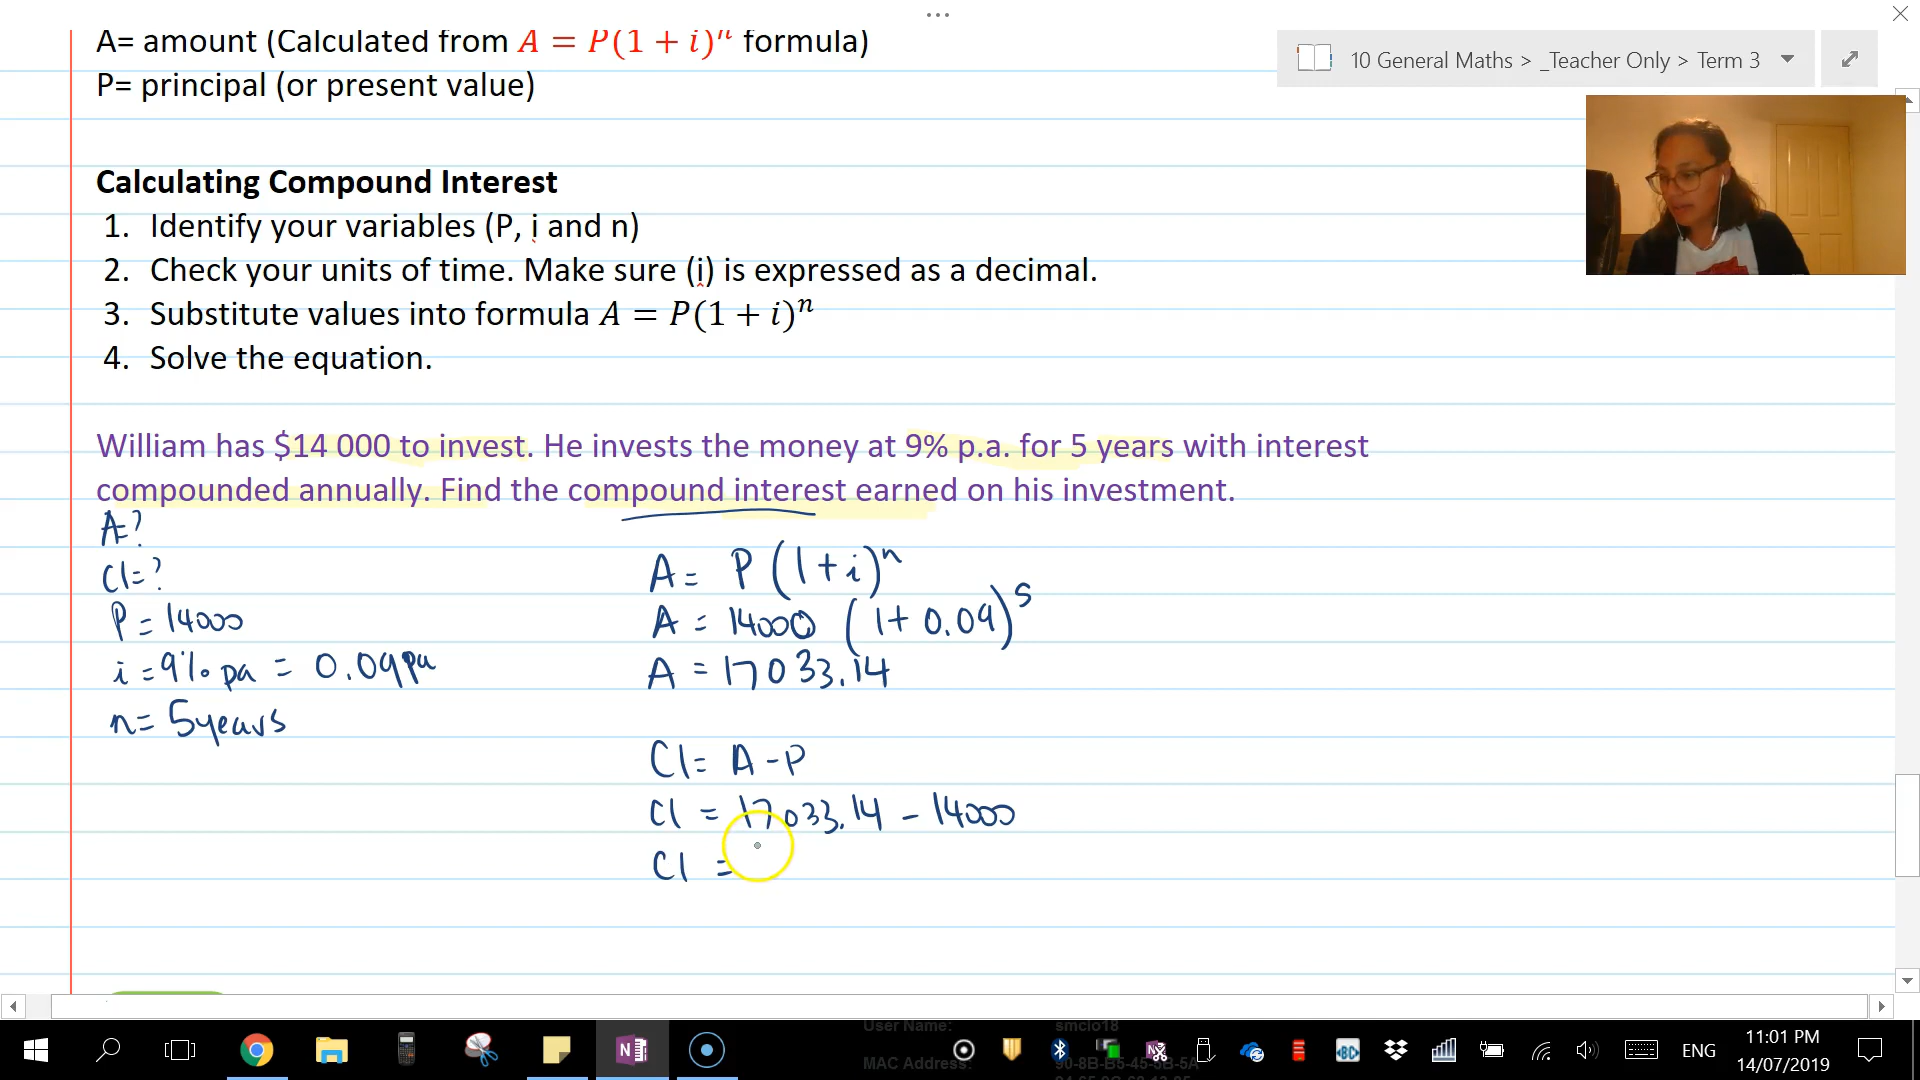 A= amount (Calculated from A = P(1 + i)ⁿ formula)
P= principal (or present value)
10 General Maths > _Teacher Only > Term 3
Calculating Compound Interest
1. Identify your variables (P, i and n)
2. Check your units of time. Make sure (i) is expressed as a decimal.
3. Substitute values into formula A = P(1 + i)ⁿ
4. Solve the equation.
William has $14 000 to invest. He invests the money at 9% p.a. for 5 years with interest
compounded annually. Find the compound interest earned on his investment.
A?
CI=?
P = 14000
i = 9% pa = 0.09pa
n= 5years
A = P (1+i)ⁿ
A = 14000 (1+ 0.09)⁵
A = 17033.14
CI= A-P
CI = 17033.14 - 14000
CI =
User Name: smclo18
MAC Address:
ENG
11:01 PM
14/07/2019